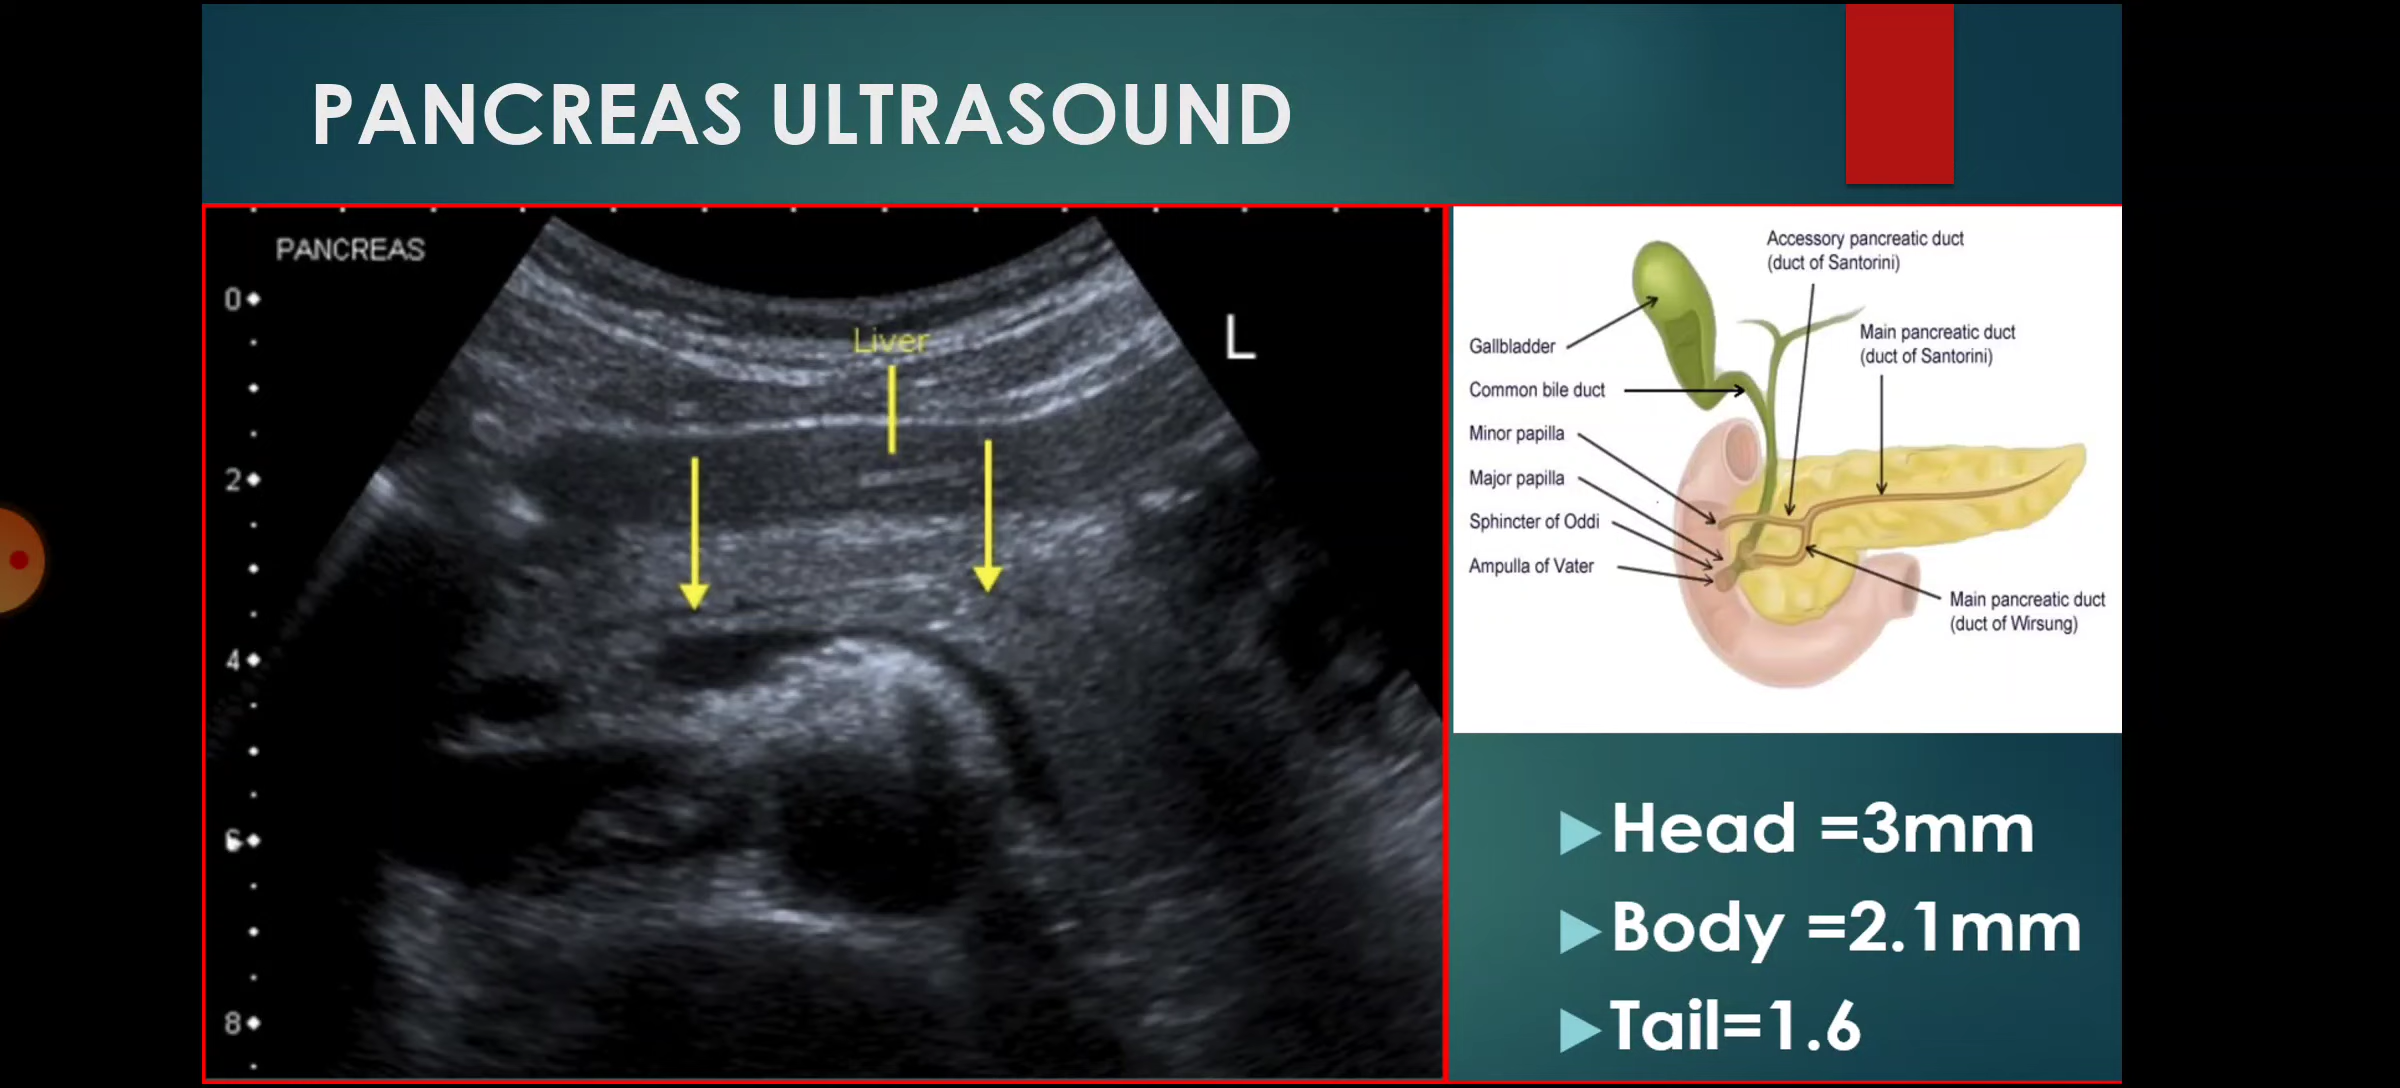 PANCREAS ULTRASOUND
PANCREAS
0
2
4
6
8
Liver
L
Accessory pancreatic duct
(duct of Santorini)
Main pancreatic duct
(duct of Santorini)
Gallbladder
Common bile duct
Minor papilla
Major papilla
Sphincter of Oddi
Ampulla of Vater
Main pancreatic duct
(duct of Wirsung)
Head =3mm
Body =2.1mm
Tail=1.6